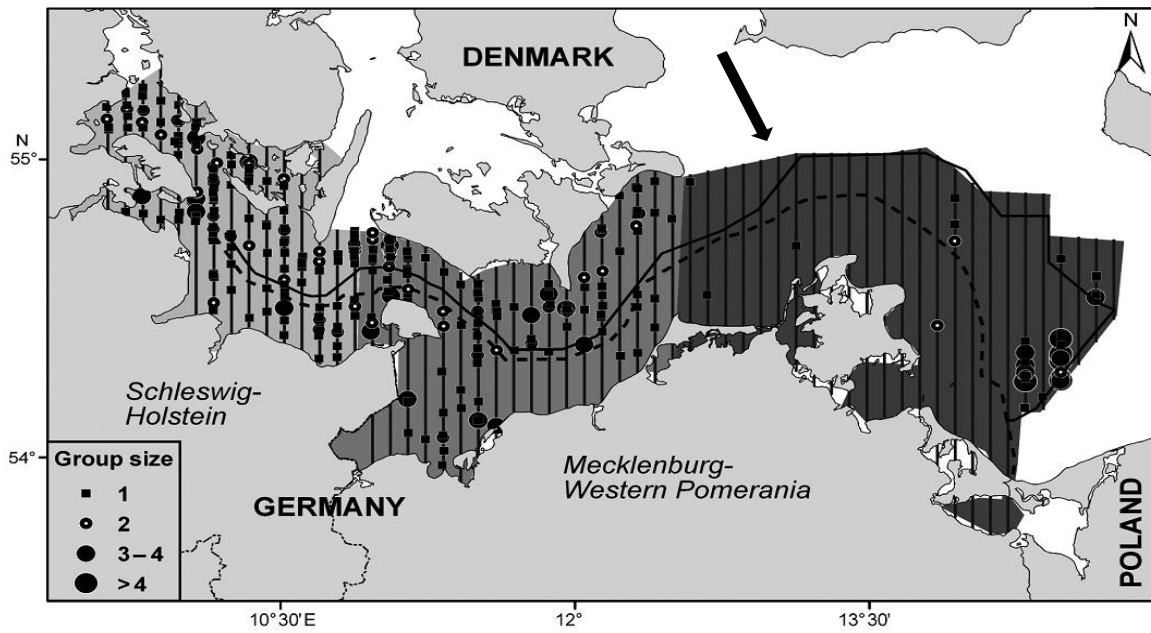 N
DENMARK
N
55°
Schleswig-
Holstein
54°
Mecklenburg-
Western Pomerania
GERMANY
POLAND
Group size
1
2
3–4
>4
10°30'E
12°
13°30